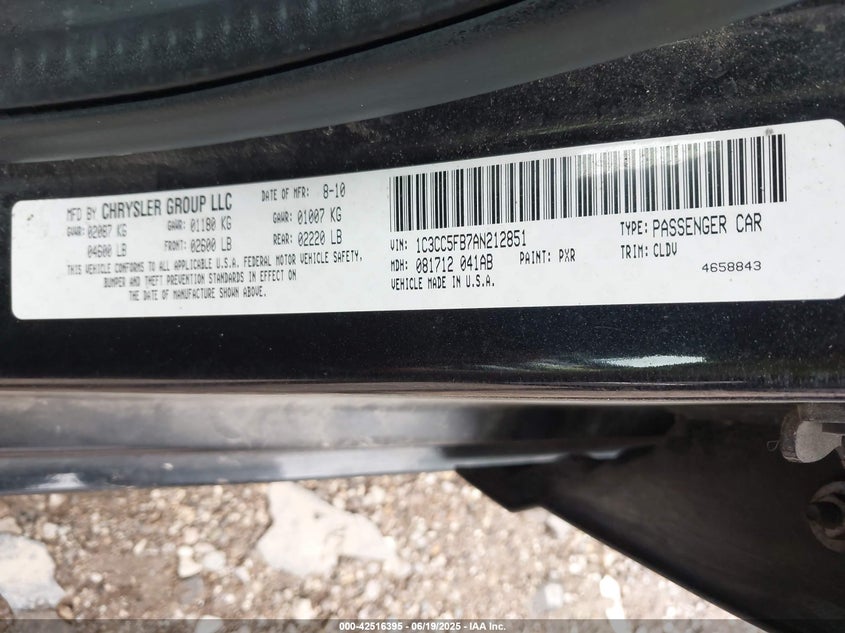 MFD BY CHRYSLER GROUP LLC DATE OF MFR: 8-10
GVWR: 02087 KG GAWR: 01180 KG GAWR: 01007 KG
04600 LB FRONT: 02600 LB REAR: 02220 LB
THIS VEHICLE CONFORMS TO ALL APPLICABLE U.S.A. FEDERAL MOTOR VEHICLE SAFETY,
BUMPER AND THEFT PREVENTION STANDARDS IN EFFECT ON
THE DATE OF MANUFACTURE SHOWN ABOVE.
VIN: 1C3CC5FB7AN212851 TYPE: PASSENGER CAR
MDH: 081712 041AB PAINT: PXR TRIM: CLDV
VEHICLE MADE IN U.S.A. 4658843
000-42516395 - 06/19/2025 - IAA Inc.